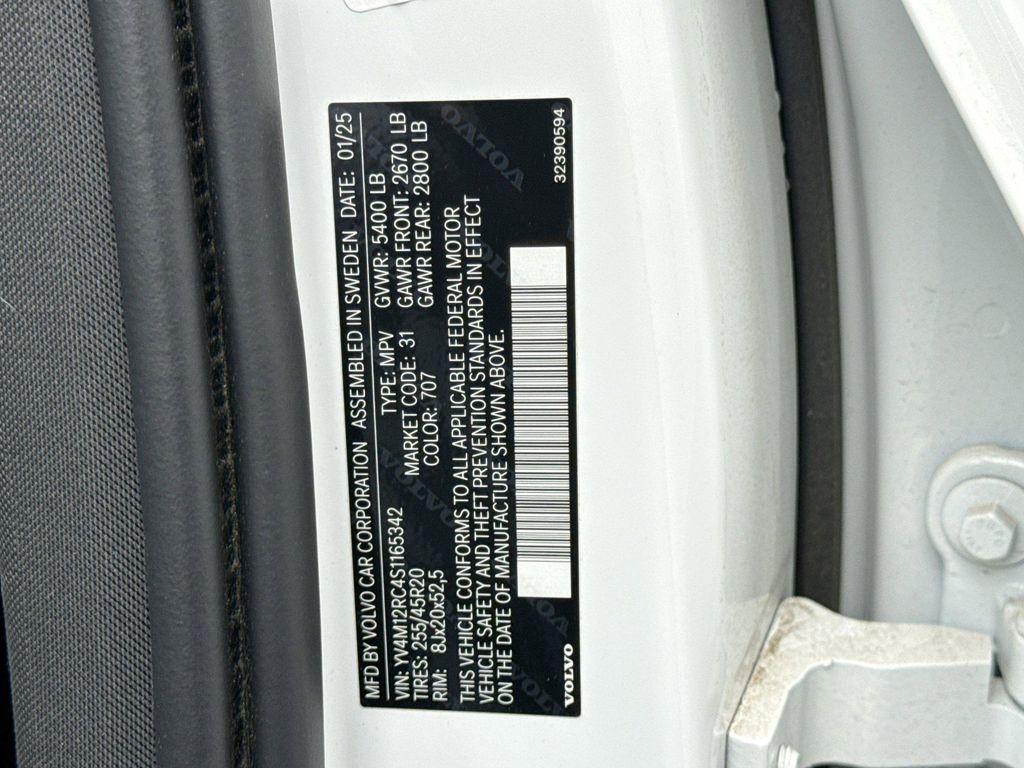 MFD BY VOLVO CAR CORPORATION ASSEMBLED IN SWEDEN DATE: 01/25
VIN: YV4M12RC4S1165342 TYPE: MPV GVWR: 5400 LB
TIRES: 255/45R20 MARKET CODE: 31 GAWR FRONT: 2670 LB
RIM: 8Jx20x52,5 COLOR: 707 GAWR REAR: 2800 LB
THIS VEHICLE CONFORMS TO ALL APPLICABLE FEDERAL MOTOR
VEHICLE SAFETY AND THEFT PREVENTION STANDARDS IN EFFECT
ON THE DATE OF MANUFACTURE SHOWN ABOVE.
VOLVO 32390594